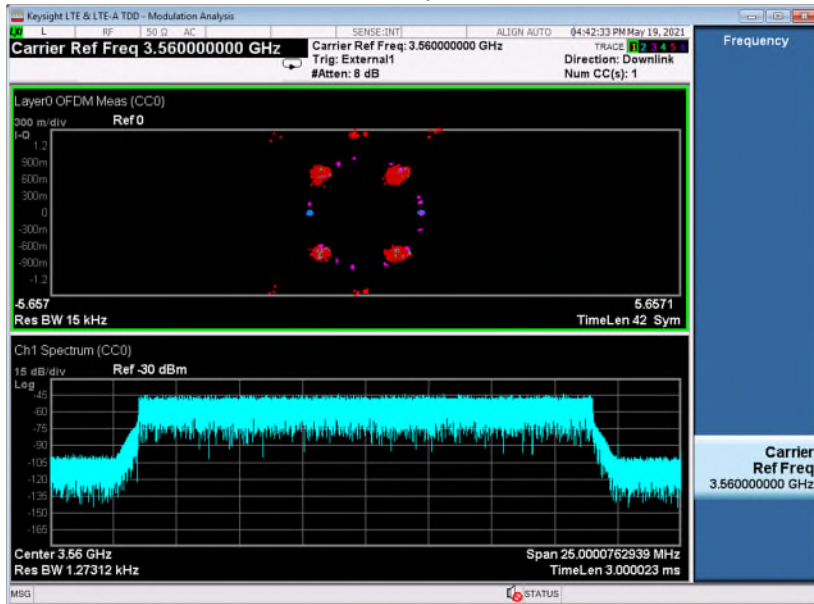 Keysight LTE & LTE-A TDD - Modulation Analysis
L RF 50 Ω AC SENSE:INT ALIGN AUTO 04:42:33 PM May 19, 2021
Carrier Ref Freq 3.560000000 GHz
Carrier Ref Freq: 3.560000000 GHz
Trig: External1
#Atten: 8 dB
TRACE 1 2 3 4 5 6
Direction: Downlink
Num CC(s): 1
Frequency
Layer0 OFDM Meas (CC0)
300 m/div Ref 0
I-Q
1.2
900m
600m
300m
0
-300m
-600m
-900m
-1.2
-5.657 5.6571
Res BW 15 kHz TimeLen 42 Sym
Ch1 Spectrum (CC0)
15 dB/div Ref -30 dBm
Log
-45
-60
-75
-90
-105
-120
-135
-150
-165
Carrier
Ref Freq
3.560000000 GHz
Center 3.56 GHz Span 25.0000762939 MHz
Res BW 1.27312 kHz TimeLen 3.000023 ms
MSG STATUS